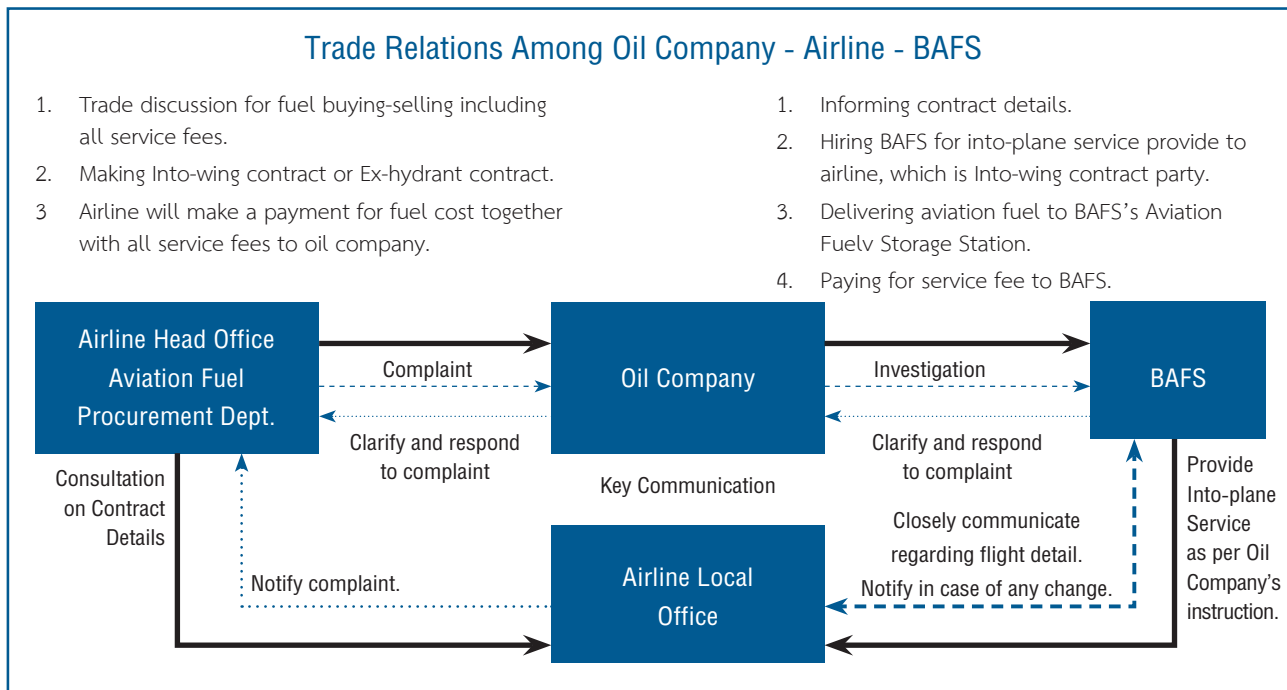 Trade Relations Among Oil Company - Airline - BAFS
1. Trade discussion for fuel buying-selling including
all service fees.
2. Making Into-wing contract or Ex-hydrant contract.
3 Airline will make a payment for fuel cost together
with all service fees to oil company.
1. Informing contract details.
2. Hiring BAFS for into-plane service provide to
airline, which is Into-wing contract party.
3. Delivering aviation fuel to BAFS's Aviation
Fuelv Storage Station.
4. Paying for service fee to BAFS.
Airline Head Office
Aviation Fuel
Procurement Dept.
Complaint
Clarify and respond
to complaint
Oil Company
Investigation
Clarify and respond
to complaint
BAFS
Consultation
on Contract
Details
Key Communication
Provide
Into-plane
Service
as per Oil
Company's
instruction.
Closely communicate
regarding flight detail.
Notify in case of any change.
Notify complaint.
Airline Local
Office